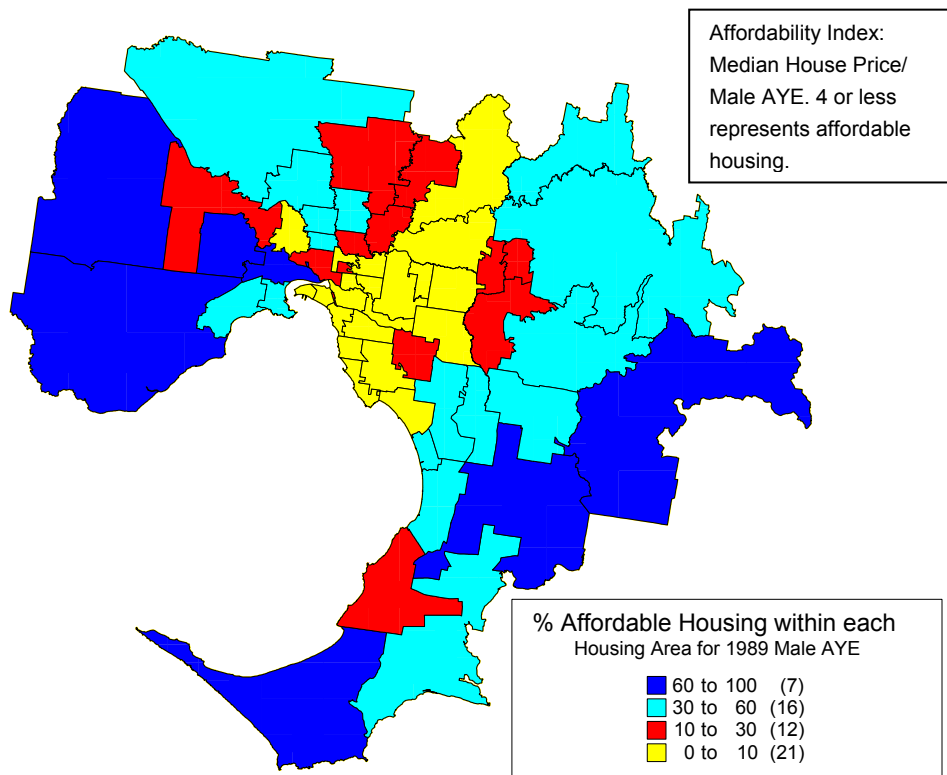 Affordability Index:
Median House Price/
Male AYE. 4 or less
represents affordable
housing.
% Affordable Housing within each
Housing Area for 1989 Male AYE
60 to 100 (7)
30 to 60 (16)
10 to 30 (12)
0 to 10 (21)